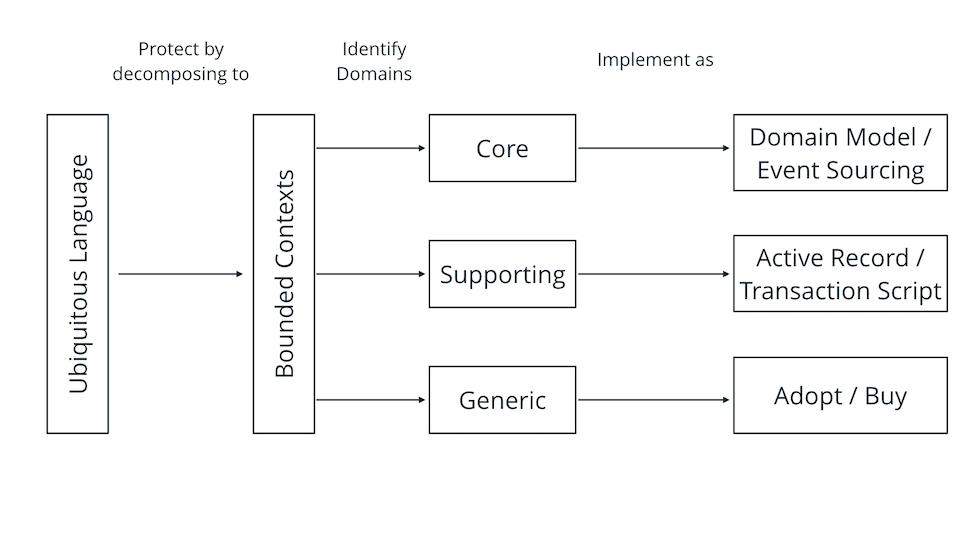 Protect by
decomposing to
Identify
Domains
Implement as
Ubiquitous Language
Bounded Contexts
Core
Domain Model /
Event Sourcing
Supporting
Active Record /
Transaction Script
Generic
Adopt / Buy